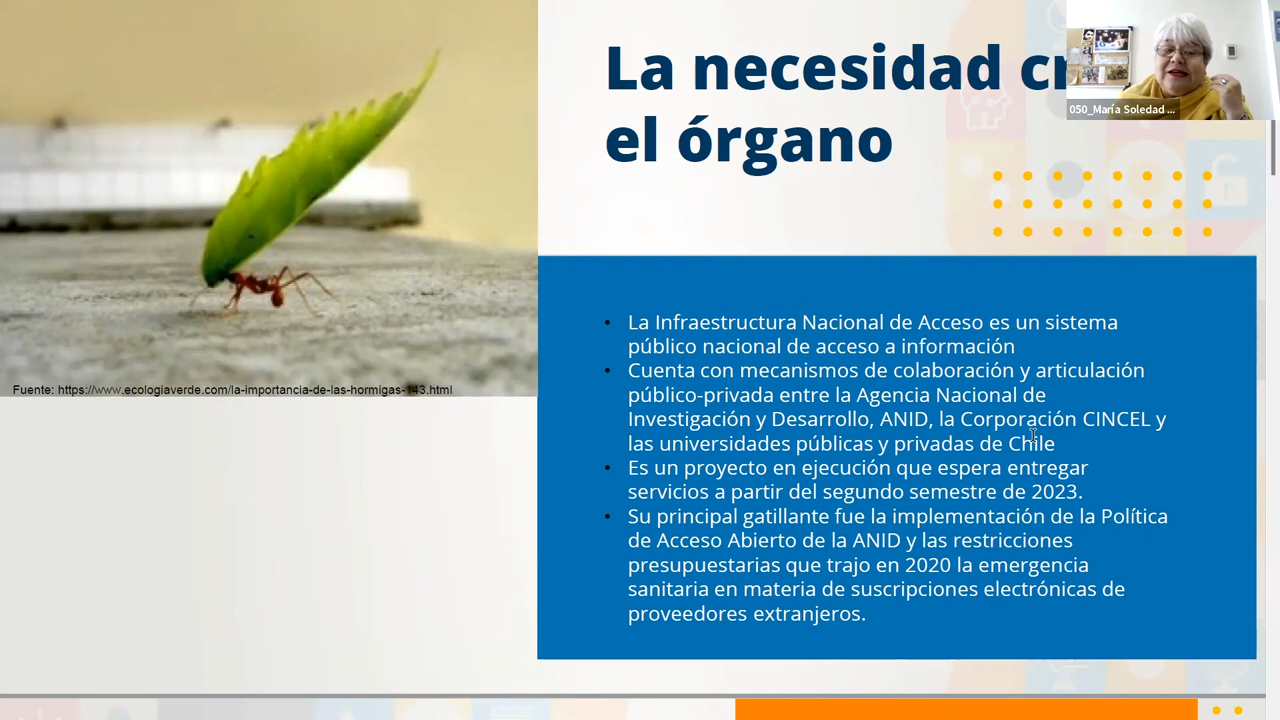 La necesidad
el órgano
050_María Soledad ...
• La Infraestructura Nacional de Acceso es un sistema
público nacional de acceso a información
• Cuenta con mecanismos de colaboración y articulación
público-privada entre la Agencia Nacional de
Investigación y Desarrollo, ANID, la Corporación CINCEL y
las universidades públicas y privadas de Chile
• Es un proyecto en ejecución que espera entregar
servicios a partir del segundo semestre de 2023.
• Su principal gatillante fue la implementación de la Política
de Acceso Abierto de la ANID y las restricciones
presupuestarias que trajo en 2020 la emergencia
sanitaria en materia de suscripciones electrónicas de
proveedores extranjeros.
Fuente: https://www.ecologiaverde.com/la-importancia-de-las-hormigas-143.html